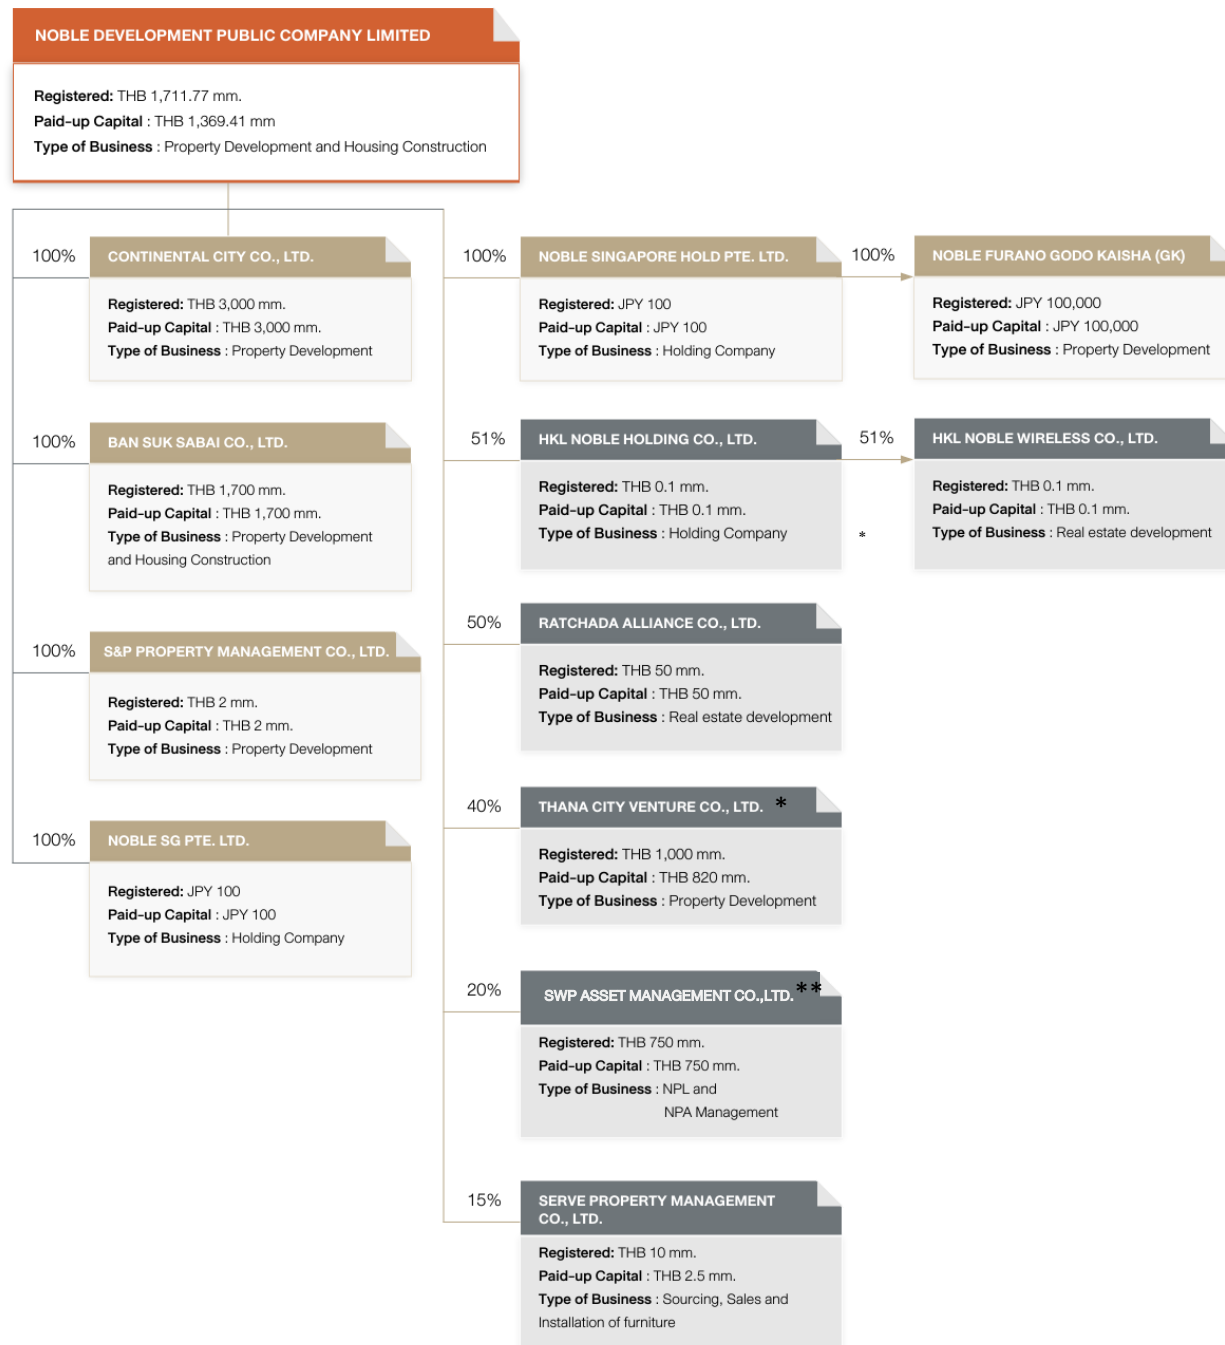 NOBLE DEVELOPMENT PUBLIC COMPANY LIMITED
Registered: THB 1,711.77 mm.
Paid-up Capital : THB 1,369.41 mm
Type of Business : Property Development and Housing Construction
100%
CONTINENTAL CITY CO., LTD.
Registered: THB 3,000 mm.
Paid-up Capital : THB 3,000 mm.
Type of Business : Property Development
100%
BAN SUK SABAI CO., LTD.
Registered: THB 1,700 mm.
Paid-up Capital : THB 1,700 mm.
Type of Business : Property Development
and Housing Construction
100%
S&P PROPERTY MANAGEMENT CO., LTD.
Registered: THB 2 mm.
Paid-up Capital : THB 2 mm.
Type of Business : Property Development
100%
NOBLE SG PTE. LTD.
Registered: JPY 100
Paid-up Capital : JPY 100
Type of Business : Holding Company
100%
NOBLE SINGAPORE HOLD PTE. LTD.
Registered: JPY 100
Paid-up Capital : JPY 100
Type of Business : Holding Company
100%
NOBLE FURANO GODO KAISHA (GK)
Registered: JPY 100,000
Paid-up Capital : JPY 100,000
Type of Business : Property Development
51%
HKL NOBLE HOLDING CO., LTD.
Registered: THB 0.1 mm.
Paid-up Capital : THB 0.1 mm.
Type of Business : Holding Company
*
51%
HKL NOBLE WIRELESS CO., LTD.
Registered: THB 0.1 mm.
Paid-up Capital : THB 0.1 mm.
Type of Business : Real estate development
50%
RATCHADA ALLIANCE CO., LTD.
Registered: THB 50 mm.
Paid-up Capital : THB 50 mm.
Type of Business : Real estate development
40%
THANA CITY VENTURE CO., LTD. *
Registered: THB 1,000 mm.
Paid-up Capital : THB 820 mm.
Type of Business : Property Development
20%
SWP ASSET MANAGEMENT CO.,LTD. **
Registered: THB 750 mm.
Paid-up Capital : THB 750 mm.
Type of Business : NPL and
NPA Management
15%
SERVE PROPERTY MANAGEMENT
CO., LTD.
Registered: THB 10 mm.
Paid-up Capital : THB 2.5 mm.
Type of Business : Sourcing, Sales and
Installation of furniture